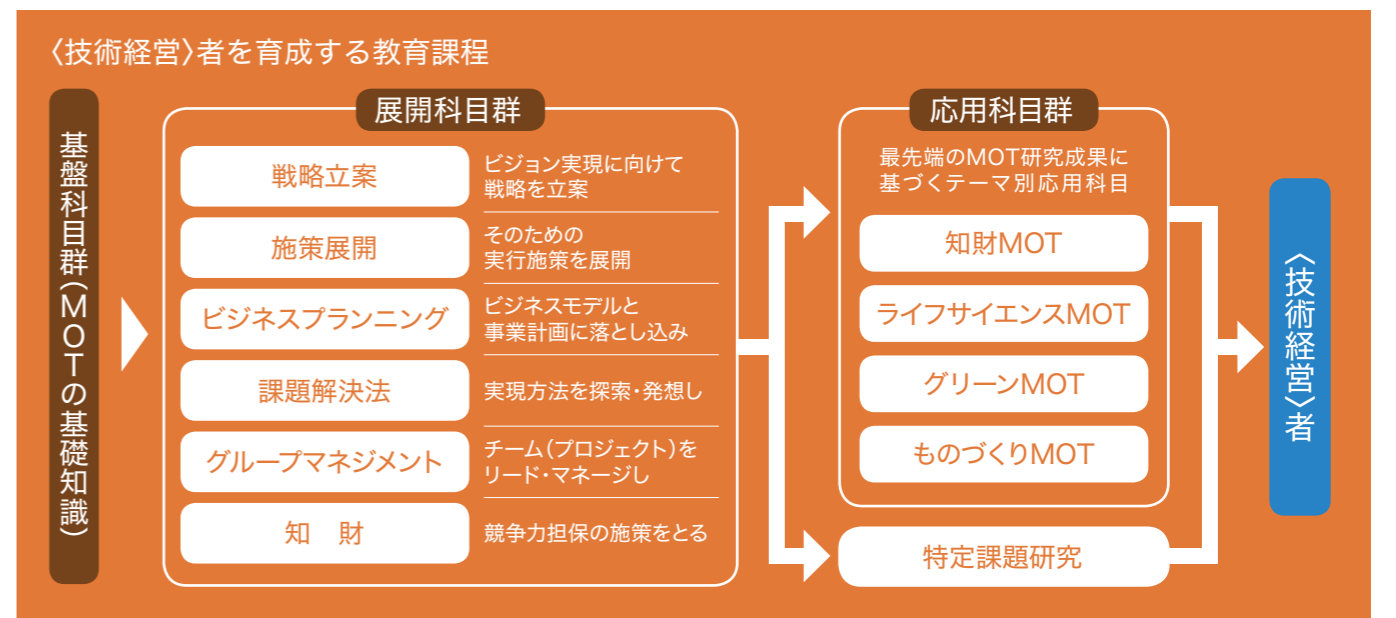 〈技術経営〉者を育成する教育課程
基盤科目群(MOTの基礎知識)
展開科目群
戦略立案
ビジョン実現に向けて
戦略を立案
施策展開
そのための
実行施策を展開
ビジネスプランニング
ビジネスモデルと
事業計画に落とし込み
課題解決法
実現方法を探索・発想し
グループマネジメント
チーム(プロジェクト)を
リード・マネージし
知　財
競争力担保の施策をとる
応用科目群
最先端のMOT研究成果に
基づくテーマ別応用科目
知財MOT
ライフサイエンスMOT
グリーンMOT
ものづくりMOT
特定課題研究
〈技術経営〉者